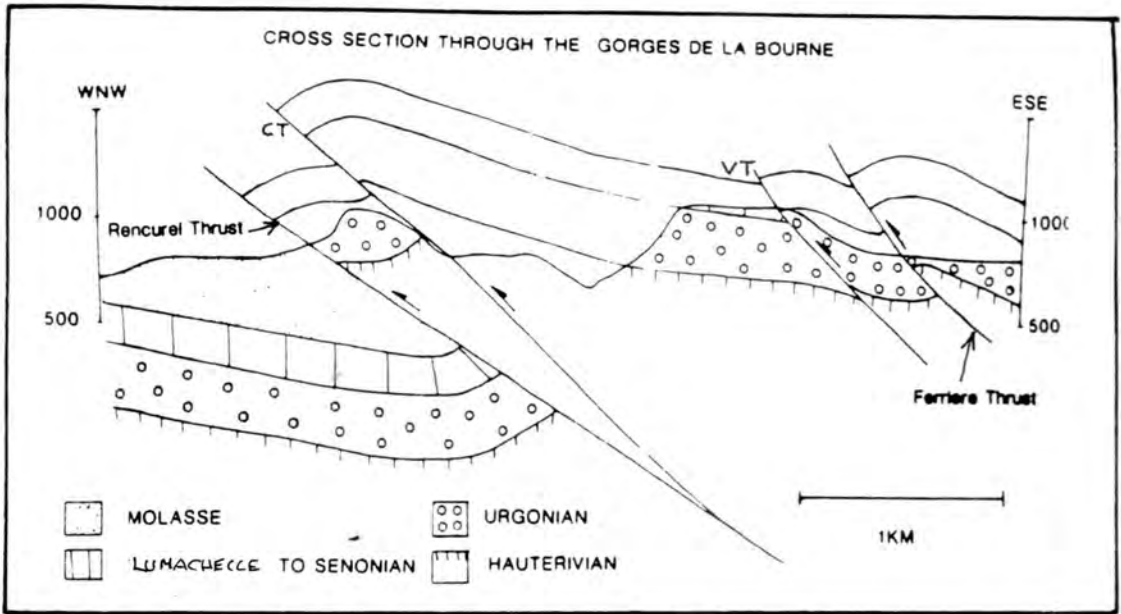 CROSS SECTION THROUGH THE GORGES DE LA BOURNE
WNW
ESE
CT
VT
1000
Rencurel Thrust
100(
500
500
Ferriere Thrust
MOLASSE
URGONIAN
LUMACHELLE TO SENONIAN
HAUTERIVIAN
1KM